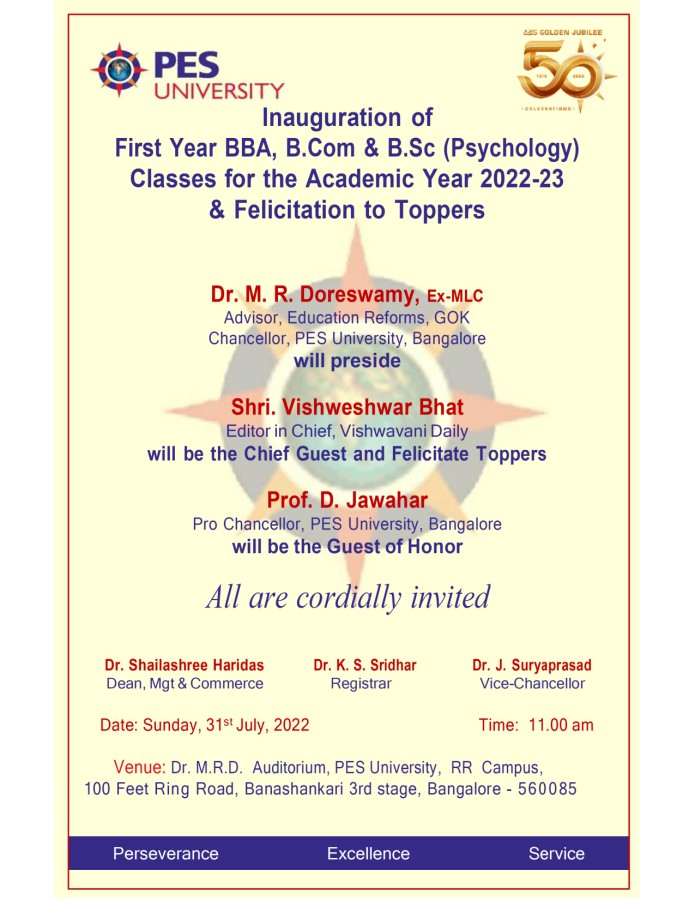 PES
UNIVERSITY
GOLDEN JUBILEE
50
CELEBRATIONS
Inauguration of
First Year BBA, B.Com & B.Sc (Psychology)
Classes for the Academic Year 2022-23
& Felicitation to Toppers
Dr. M. R. Doreswamy, Ex-MLC
Advisor, Education Reforms, GOK
Chancellor, PES University, Bangalore
will preside
Shri. Vishweshwar Bhat
Editor in Chief, Vishwavani Daily
will be the Chief Guest and Felicitate Toppers
Prof. D. Jawahar
Pro Chancellor, PES University, Bangalore
will be the Guest of Honor
All are cordially invited
Dr. Shailashree Haridas Dr. K. S. Sridhar Dr. J. Suryaprasad
Dean, Mgt & Commerce Registrar Vice-Chancellor
Date: Sunday, 31st July, 2022 Time: 11.00 am
Venue: Dr. M.R.D. Auditorium, PES University, RR Campus,
100 Feet Ring Road, Banashankari 3rd stage, Bangalore - 560085
Perseverance Excellence Service